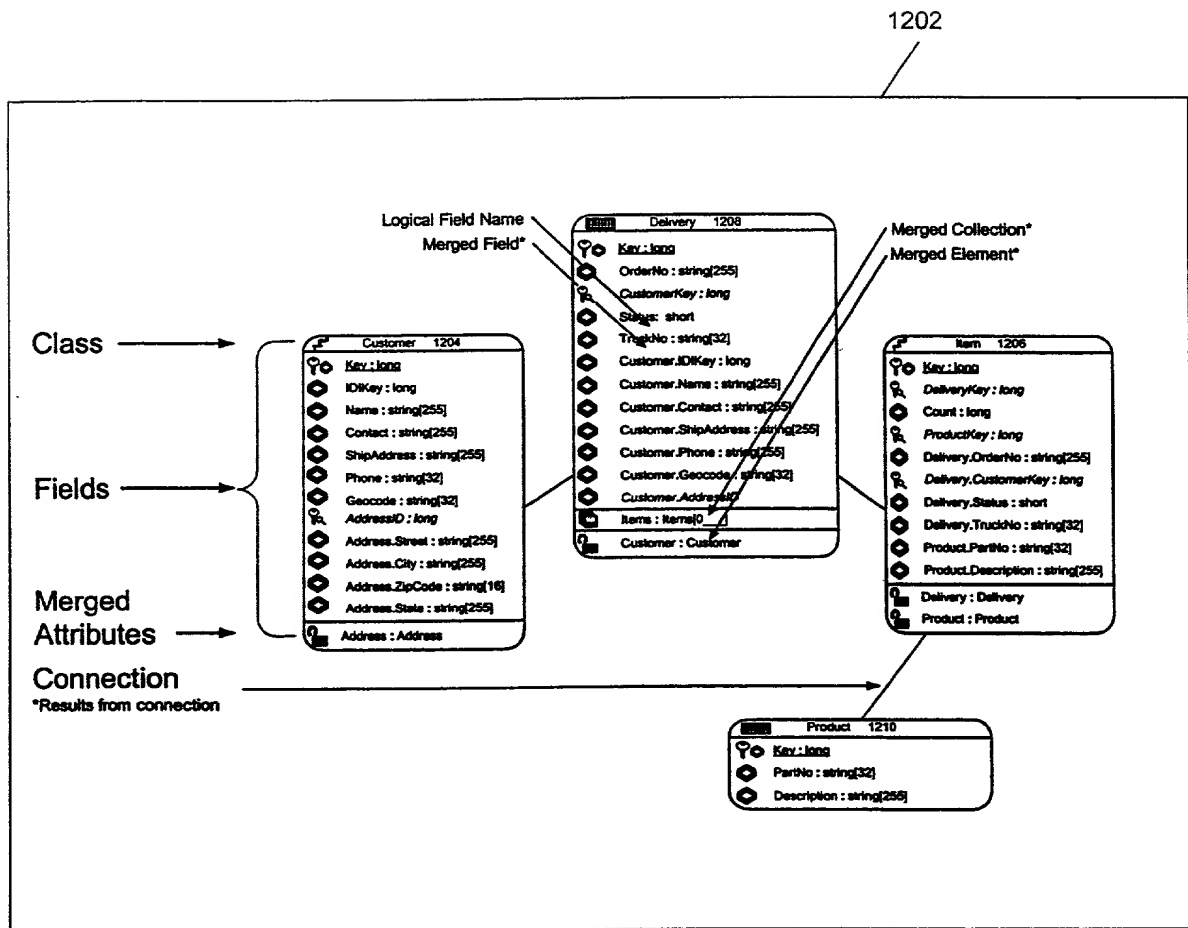 1202
Logical Field Name
Merged Field*
Merged Collection*
Merged Element*
Class
Fields
Merged
Attributes
Connection
*Results from connection
Customer 1204
Key : long
IDIKey : long
Name : string[255]
Contact : string[255]
ShipAddress : string[255]
Phone : string[32]
Geocode : string[32]
AddressID : long
Address.Street : string[255]
Address.City : string[255]
Address.ZipCode : string[16]
Address.State : string[255]
Address : Address
Delivery 1208
Key : long
OrderNo : string[255]
CustomerKey : long
Status: short
TruckNo : string[32]
Customer.IDIKey : long
Customer.Name : string[255]
Customer.Contact : string[255]
Customer.ShipAddress : string[255]
Customer.Phone : string[255]
Customer.Geocode : string[32]
Customer.AddressID
Items : Items[0
Customer : Customer
Item 1206
Key : long
DeliveryKey : long
Count : long
ProductKey : long
Delivery.OrderNo : string[255]
Delivery.CustomerKey : long
Delivery.Status : short
Delivery.TruckNo : string[32]
Product.PartNo : string[32]
Product.Description : string[255]
Delivery : Delivery
Product : Product
Product 1210
Key : long
PartNo : string[32]
Description : string[255]